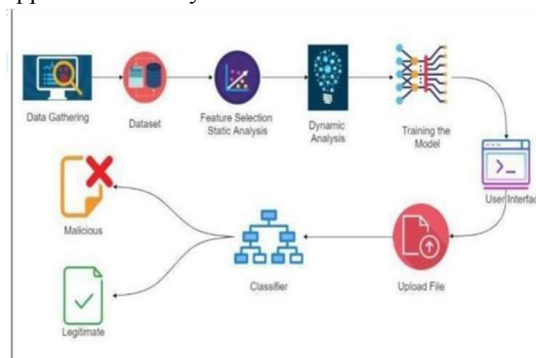 Data Gathering
Dataset
Feature Selection
Static Analysis
Dynamic
Analysis
Training the
Model
User Interfac
Upload File
Classifier
Malicious
Legitimate